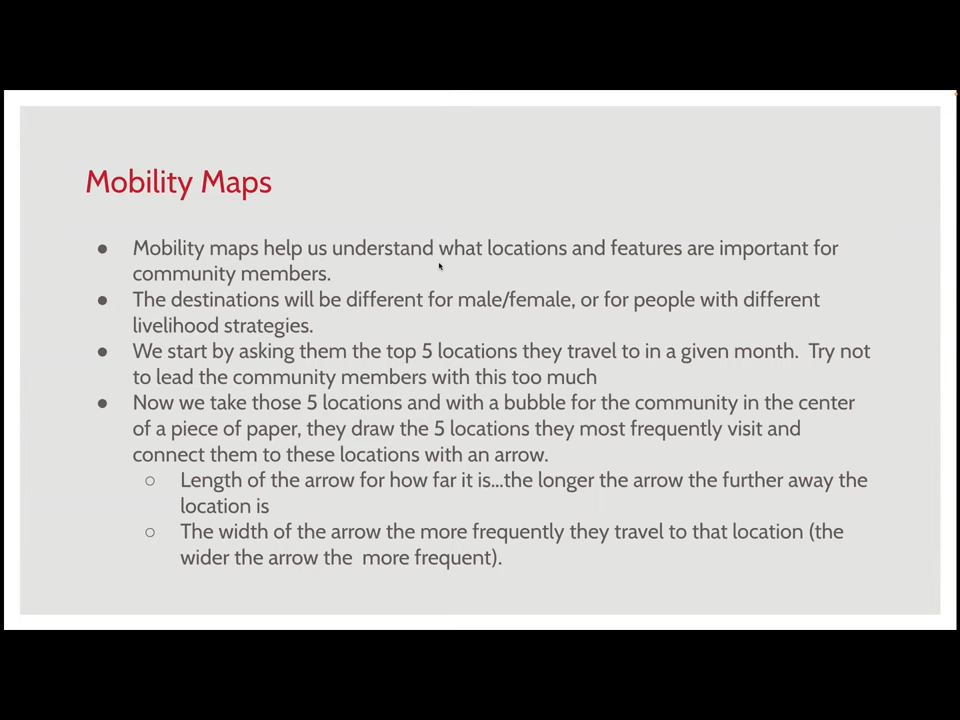 Mobility Maps
● Mobility maps help us understand what locations and features are important for
community members.
● The destinations will be different for male/female, or for people with different
livelihood strategies.
● We start by asking them the top 5 locations they travel to in a given month.  Try not
to lead the community members with this too much
● Now we take those 5 locations and with a bubble for the community in the center
of a piece of paper, they draw the 5 locations they most frequently visit and
connect them to these locations with an arrow.
○ Length of the arrow for how far it is...the longer the arrow the further away the
location is
○ The width of the arrow the more frequently they travel to that location (the
wider the arrow the  more frequent).